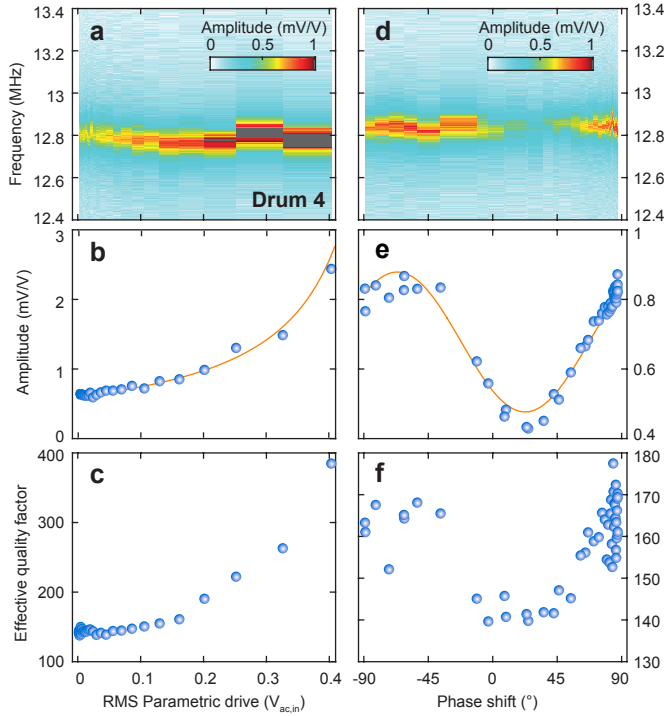 a
Amplitude (mV/V)
0 0.5 1
13.4
13.2
13
12.8
12.6
12.4
Frequency (MHz)
Drum 4
d
Amplitude (mV/V)
0 0.5 1
13.4
13.2
13
12.8
12.6
12.4
b
3
2
1
0
Amplitude (mV/V)
e
1
0.8
0.6
0.4
c
400
300
200
100
Effective quality factor
0 0.1 0.2 0.3 0.4
RMS Parametric drive (Vac,in)
f
180
170
160
150
140
130
-90 -45 0 45 90
Phase shift (°)